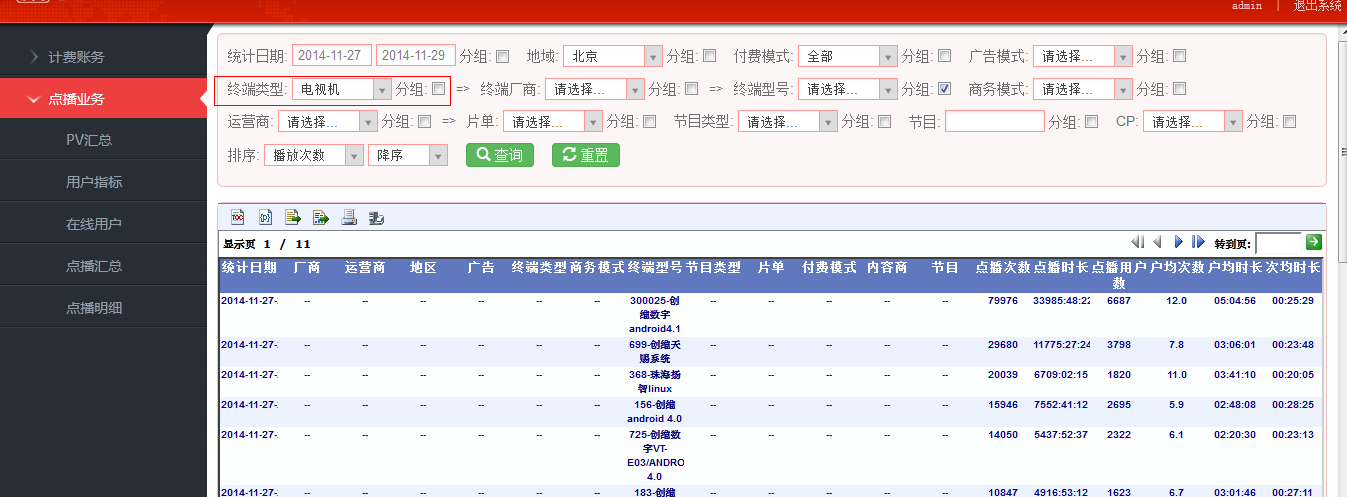 admin | 退出系统
计费账务
点播业务
PV汇总
用户指标
在线用户
点播汇总
点播明细
统计日期: 2014-11-27 2014-11-29 分组: 地域: 北京 分组: 付费模式: 全部 分组: 广告模式: 请选择... 分组:
终端类型: 电视机 分组: => 终端厂商: 请选择... 分组: => 终端型号: 请选择... 分组: 商务模式: 请选择... 分组:
运营商: 请选择... 分组: => 片单: 请选择... 分组: 节目类型: 请选择... 分组: 节目: 分组: CP: 请选择... 分组:
排序: 播放次数 降序 查询 重置
显示页 1 / 11 转到页:
统计日期 厂商 运营商 地区 广告 终端类型 商务模式 终端型号 节目类型 片单 付费模式 内容商 节目 点播次数 点播时长 点播用户数 户均次数 户均时长 次均时长
2014-11-27- -- -- -- -- -- -- 300025-创缩数字android4.1 -- -- -- -- -- 79976 33985:48:22 6687 12.0 05:04:56 00:25:29
2014-11-27- -- -- -- -- -- -- 699-创缩天赐系统 -- -- -- -- -- 29680 11775:27:24 3798 7.8 03:06:01 00:23:48
2014-11-27- -- -- -- -- -- -- 368-珠海扬智linux -- -- -- -- -- 20039 6709:02:15 1820 11.0 03:41:10 00:20:05
2014-11-27- -- -- -- -- -- -- 156-创缩android 4.0 -- -- -- -- -- 15946 7552:41:12 2695 5.9 02:48:08 00:28:25
2014-11-27- -- -- -- -- -- -- 725-创缩数字VT-E03/ANDRO 4.0 -- -- -- -- -- 14050 5437:52:37 2322 6.1 02:20:30 00:23:13
2014-11-27- -- -- -- -- -- -- 183-创缩 -- -- -- -- -- 10847 4916:53:12 1623 6.7 03:01:46 00:27:11